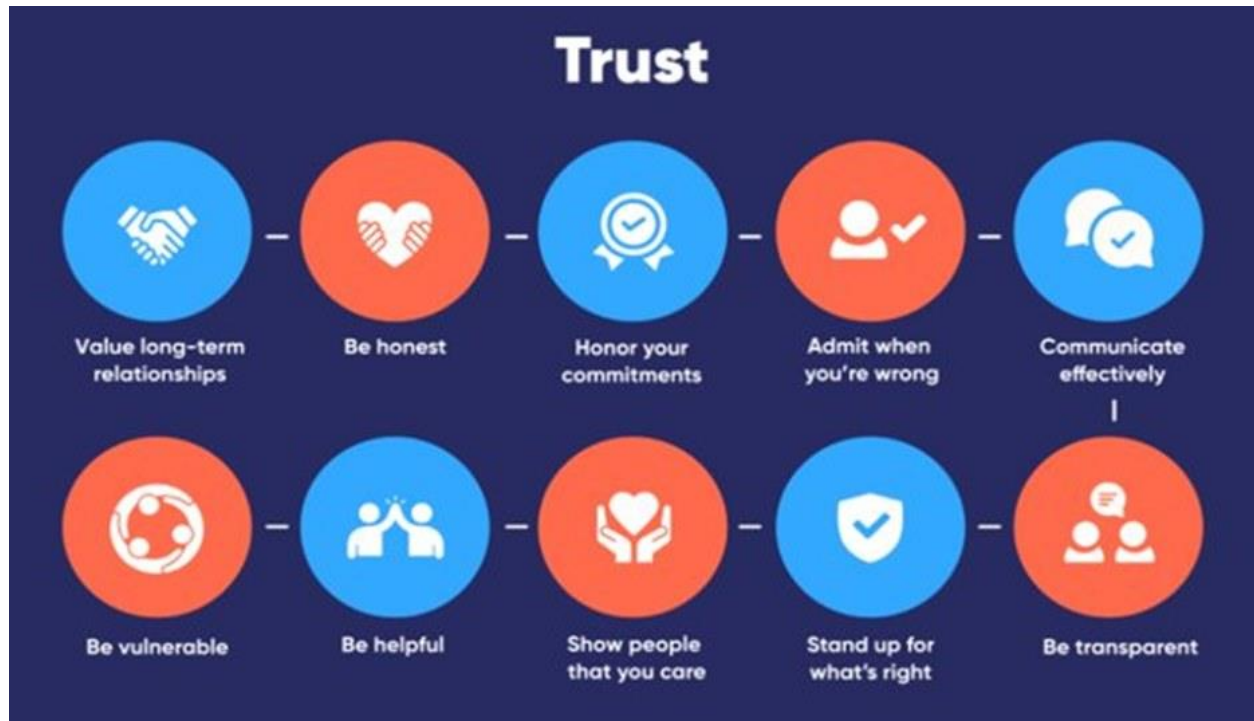 Trust
Value long-term
relationships
Be honest
Honor your
commitments
Admit when
you're wrong
Communicate
effectively
Be vulnerable
Be helpful
Show people
that you care
Stand up for
what's right
Be transparent